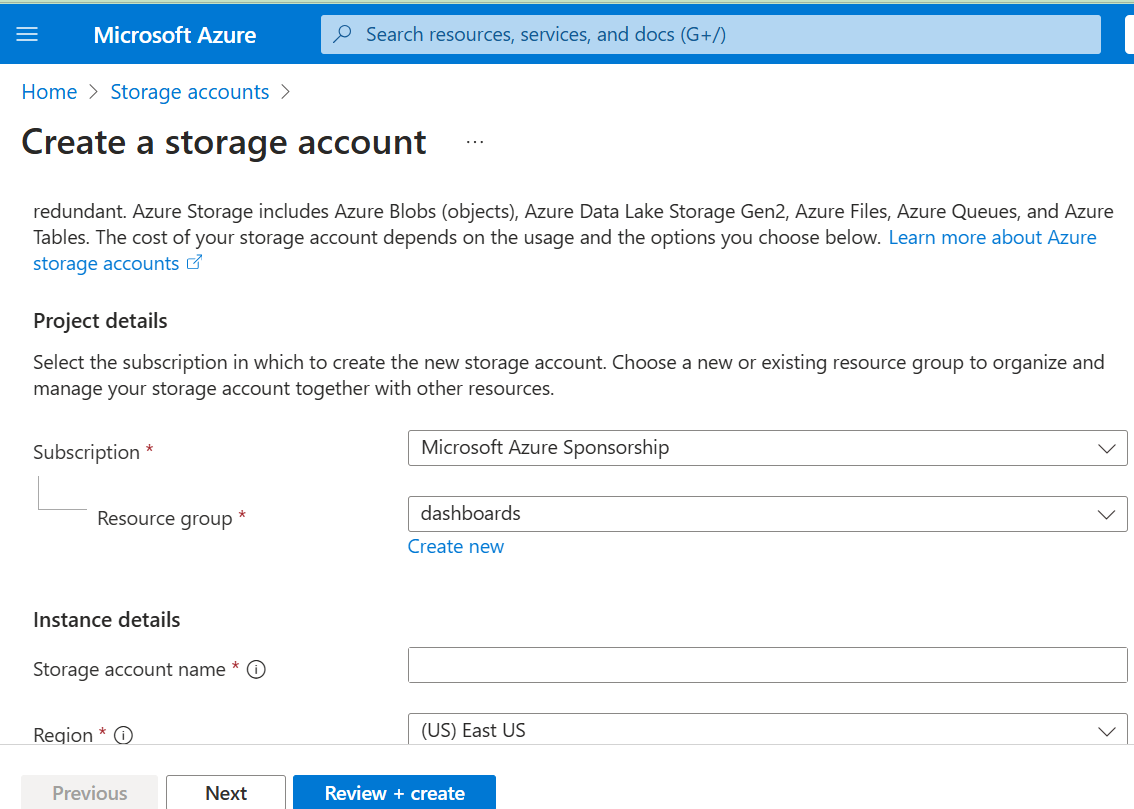 Microsoft Azure
Search resources, services, and docs (G+/)
Home > Storage accounts >
Create a storage account ...
redundant. Azure Storage includes Azure Blobs (objects), Azure Data Lake Storage Gen2, Azure Files, Azure Queues, and Azure
Tables. The cost of your storage account depends on the usage and the options you choose below. Learn more about Azure
storage accounts
Project details
Select the subscription in which to create the new storage account. Choose a new or existing resource group to organize and
manage your storage account together with other resources.
Subscription * Microsoft Azure Sponsorship
Resource group * dashboards
Create new
Instance details
Storage account name *
Region * (US) East US
Previous Next Review + create